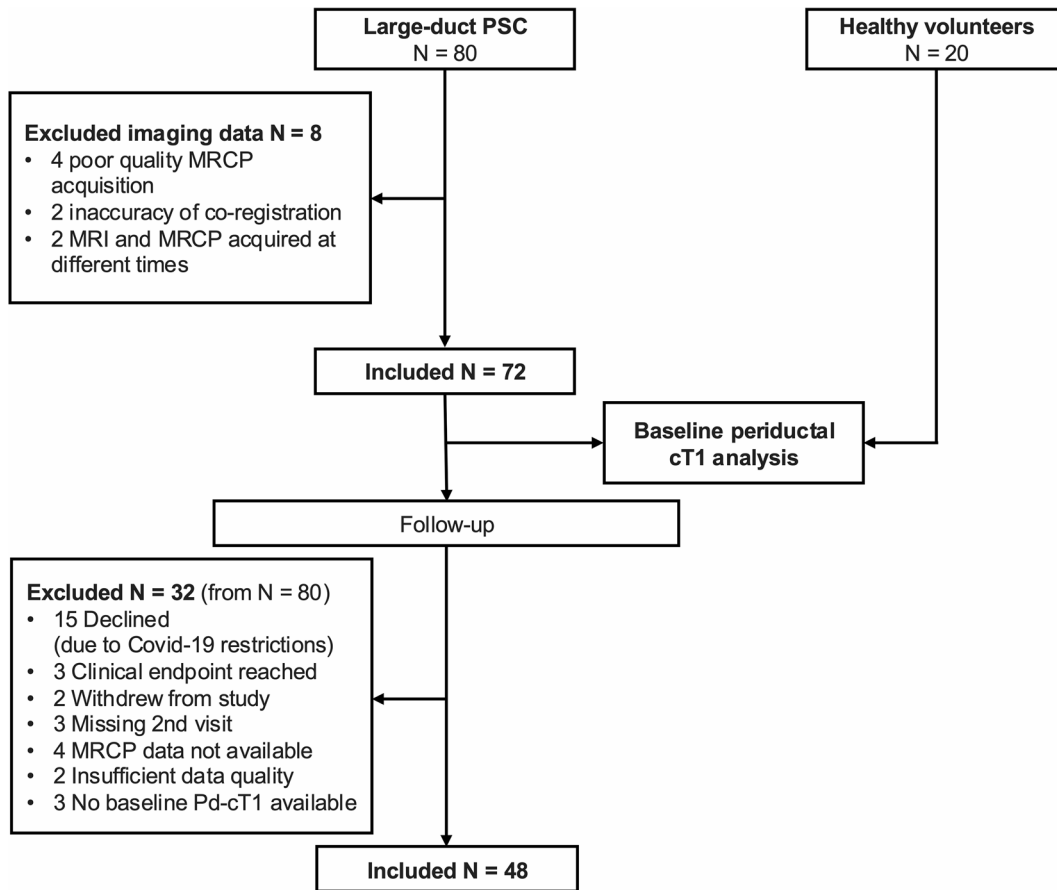 Large-duct PSC
N = 80
Healthy volunteers
N = 20
Excluded imaging data N = 8
• 4 poor quality MRCP
acquisition
• 2 inaccuracy of co-registration
• 2 MRI and MRCP acquired at
different times
Included N = 72
Baseline periductal
cT1 analysis
Follow-up
Excluded N = 32 (from N = 80)
• 15 Declined
(due to Covid-19 restrictions)
• 3 Clinical endpoint reached
• 2 Withdrew from study
• 3 Missing 2nd visit
• 4 MRCP data not available
• 2 Insufficient data quality
• 3 No baseline Pd-cT1 available
Included N = 48